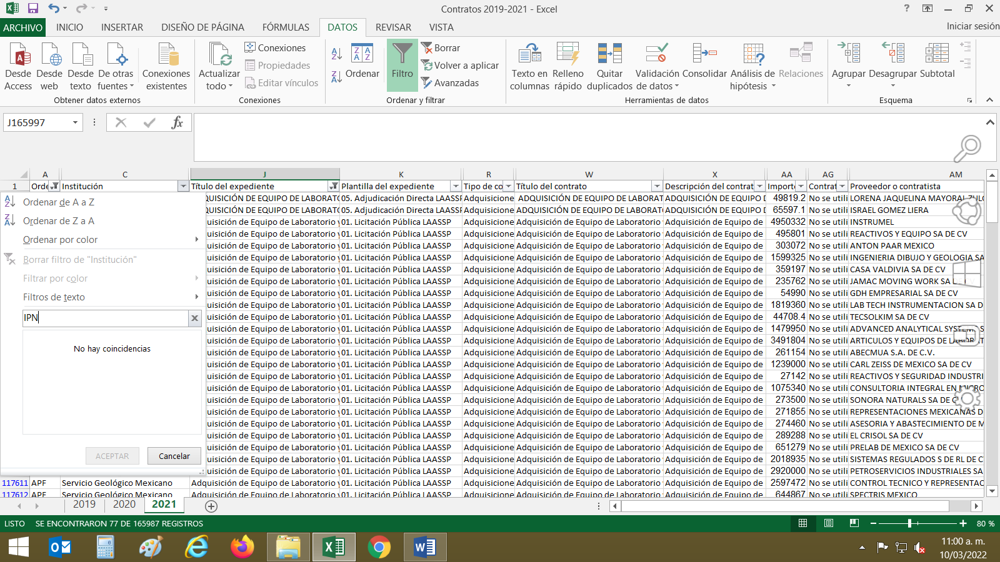 Contratos 2019-2021 - Excel
ARCHIVO INICIO INSERTAR DISEÑO DE PÁGINA FÓRMULAS DATOS REVISAR VISTA Iniciar sesión
Desde Access
Desde web
Desde texto
De otras fuentes
Conexiones existentes
Obtener datos externos
Actualizar todo
Conexiones
Propiedades
Editar vínculos
Conexiones
Ordenar
Filtro
Borrar
Volver a aplicar
Avanzadas
Ordenar y filtrar
Texto en columnas
Relleno rápido
Quitar duplicados
Validación de datos
Consolidar
Análisis de hipótesis
Relaciones
Herramientas de datos
Agrupar
Desagrupar
Subtotal
Esquema
J165997
fx
A C J K R W X AA AG AM
1 Orde Institución Título del expediente Plantilla del expediente Tipo de co Título del contrato Descripción del contrat Import Contrat Proveedor o contratista
QUISICIÓN DE EQUIPO DE LABORATO 05. Adjudicación Directa LAASSP Adquisicione ADQUISICIÓN DE EQUIPO DE LABORAT ADQUISICIÓN DE EQUIPO D 49819.2 No se utili LORENA JAQUELINA MAYORAL
QUISICIÓN DE EQUIPO DE LABORATO 05. Adjudicación Directa LAASSP Adquisicione ADQUISICIÓN DE EQUIPO DE LABORAT ADQUISICIÓN DE EQUIPO D 65597.1 No se utili ISRAEL GOMEZ LIERA
uisición de Equipo de Laboratorio y 01. Licitación Pública LAASSP Adquisicione Adquisición de Equipo de Laboratorio Adquisición de Equipo de 4950332 No se utili INSTRUMEL
uisición de Equipo de Laboratorio y 01. Licitación Pública LAASSP Adquisicione Adquisición de Equipo de Laboratorio Adquisición de Equipo de 495801 No se utili REACTIVOS Y EQUIPO SA DE CV
uisición de Equipo de Laboratorio y 01. Licitación Pública LAASSP Adquisicione Adquisición de Equipo de Laboratorio Adquisición de Equipo de 303072 No se utili ANTON PAAR MEXICO
uisición de Equipo de Laboratorio y 01. Licitación Pública LAASSP Adquisicione Adquisición de Equipo de Laboratorio Adquisición de Equipo de 1599325 No se utili INGENIERIA DIBUJO Y GEOLOGIA SA
uisición de Equipo de Laboratorio y 01. Licitación Pública LAASSP Adquisicione Adquisición de Equipo de Laboratorio Adquisición de Equipo de 359197 No se utili CASA VALDIVIA SA DE CV
uisición de Equipo de Laboratorio y 01. Licitación Pública LAASSP Adquisicione Adquisición de Equipo de Laboratorio Adquisición de Equipo de 235762 No se utili JAMAC MOVING WORK SA
uisición de Equipo de Laboratorio y 01. Licitación Pública LAASSP Adquisicione Adquisición de Equipo de Laboratorio Adquisición de Equipo de 54990 No se utili GDH EMPRESARIAL SA DE CV
uisición de Equipo de Laboratorio y 01. Licitación Pública LAASSP Adquisicione Adquisición de Equipo de Laboratorio Adquisición de Equipo de 1819360 No se utili LAB TECH INSTRUMENTACION SA D
uisición de Equipo de Laboratorio y 01. Licitación Pública LAASSP Adquisicione Adquisición de Equipo de Laboratorio Adquisición de Equipo de 44708.4 No se utili TECSOLKIM SA DE CV
uisición de Equipo de Laboratorio y 01. Licitación Pública LAASSP Adquisicione Adquisición de Equipo de Laboratorio Adquisición de Equipo de 1479950 No se utili ADVANCED ANALYTICAL SYSTEMS S
uisición de Equipo de Laboratorio y 01. Licitación Pública LAASSP Adquisicione Adquisición de Equipo de Laboratorio Adquisición de Equipo de 3491804 No se utili ARTICULOS Y EQUIPOS DE LABORAT
uisición de Equipo de Laboratorio y 01. Licitación Pública LAASSP Adquisicione Adquisición de Equipo de Laboratorio Adquisición de Equipo de 261154 No se utili ABECMUA S.A. DE C.V.
uisición de Equipo de Laboratorio y 01. Licitación Pública LAASSP Adquisicione Adquisición de Equipo de Laboratorio Adquisición de Equipo de 1239000 No se utili CARL ZEISS DE MEXICO SA DE CV
uisición de Equipo de Laboratorio y 01. Licitación Pública LAASSP Adquisicione Adquisición de Equipo de Laboratorio Adquisición de Equipo de 27142 No se utili REACTIVOS Y SEGURIDAD INDUSTRI
uisición de Equipo de Laboratorio y 01. Licitación Pública LAASSP Adquisicione Adquisición de Equipo de Laboratorio Adquisición de Equipo de 1075340 No se utili CONSULTORIA INTEGRAL EN MICRO
uisición de Equipo de Laboratorio y 01. Licitación Pública LAASSP Adquisicione Adquisición de Equipo de Laboratorio Adquisición de Equipo de 273500 No se utili SONORA NATURALS SA DE
uisición de Equipo de Laboratorio y 01. Licitación Pública LAASSP Adquisicione Adquisición de Equipo de Laboratorio Adquisición de Equipo de 271855 No se utili REPRESENTACIONES MEXICANAS D
uisición de Equipo de Laboratorio y 01. Licitación Pública LAASSP Adquisicione Adquisición de Equipo de Laboratorio Adquisición de Equipo de 274460 No se utili ASESORIA Y ABASTECIMIENTO DE M
uisición de Equipo de Laboratorio y 01. Licitación Pública LAASSP Adquisicione Adquisición de Equipo de Laboratorio Adquisición de Equipo de 289288 No se utili EL CRISOL SA DE CV
uisición de Equipo de Laboratorio y 01. Licitación Pública LAASSP Adquisicione Adquisición de Equipo de Laboratorio Adquisición de Equipo de 651279 No se utili PRELAB DE MEXICO SA DE CV
uisición de Equipo de Laboratorio y 01. Licitación Pública LAASSP Adquisicione Adquisición de Equipo de Laboratorio Adquisición de Equipo de 2018935 No se utili SISTEMAS REGULADOS S DE RL DE C
uisición de Equipo de Laboratorio y 01. Licitación Pública LAASSP Adquisicione Adquisición de Equipo de Laboratorio Adquisición de Equipo de 2920000 No se utili PETROSERVICIOS INDUSTRIALES SA
117611 APF Servicio Geológico Mexicano Adquisición de Equipo de Laboratorio y 01. Licitación Pública LAASSP Adquisicione Adquisición de Equipo de Laboratorio Adquisición de Equipo de 2597472 No se utili CONTROL TECNICO Y REPRESENTAC
117612 APF Servicio Geológico Mexicano Adquisición de Equipo de Laboratorio y 01. Licitación Pública LAASSP Adquisicione Adquisición de Equipo de Laboratorio Adquisición de Equipo de 644867 No se utili SPECTRIS MEXICO
Ordenar de A a Z
Ordenar de Z a A
Ordenar por color
Borrar filtro de "Institución"
Filtrar por color
Filtros de texto
IPN
No hay coincidencias
ACEPTAR Cancelar
2019 2020 2021
LISTO SE ENCONTRARON 77 DE 165987 REGISTROS 80 %
11:00 a. m.
10/03/2022